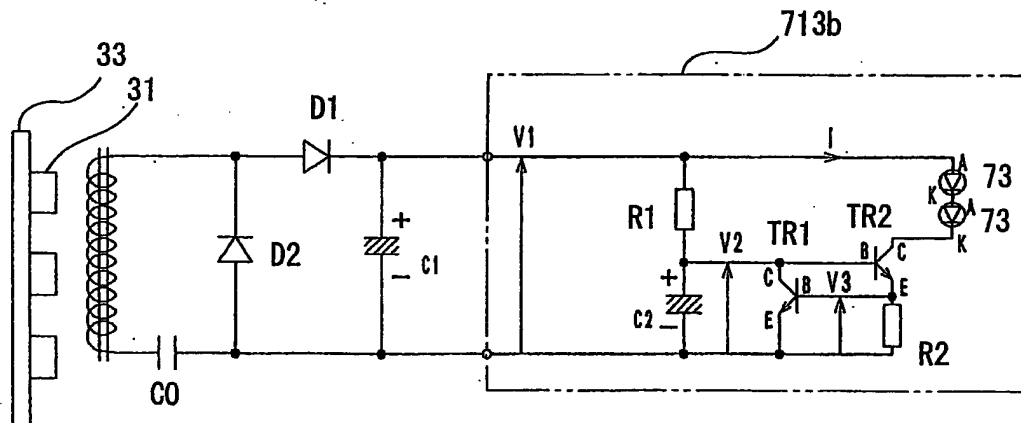 713b
33
31
D1
V1
I
A
K
73
A
73
K
R1
TR1
TR2
D2
+
C1
−
V2
B
C
C
B
V3
E
+
C2
−
E
R2
C0